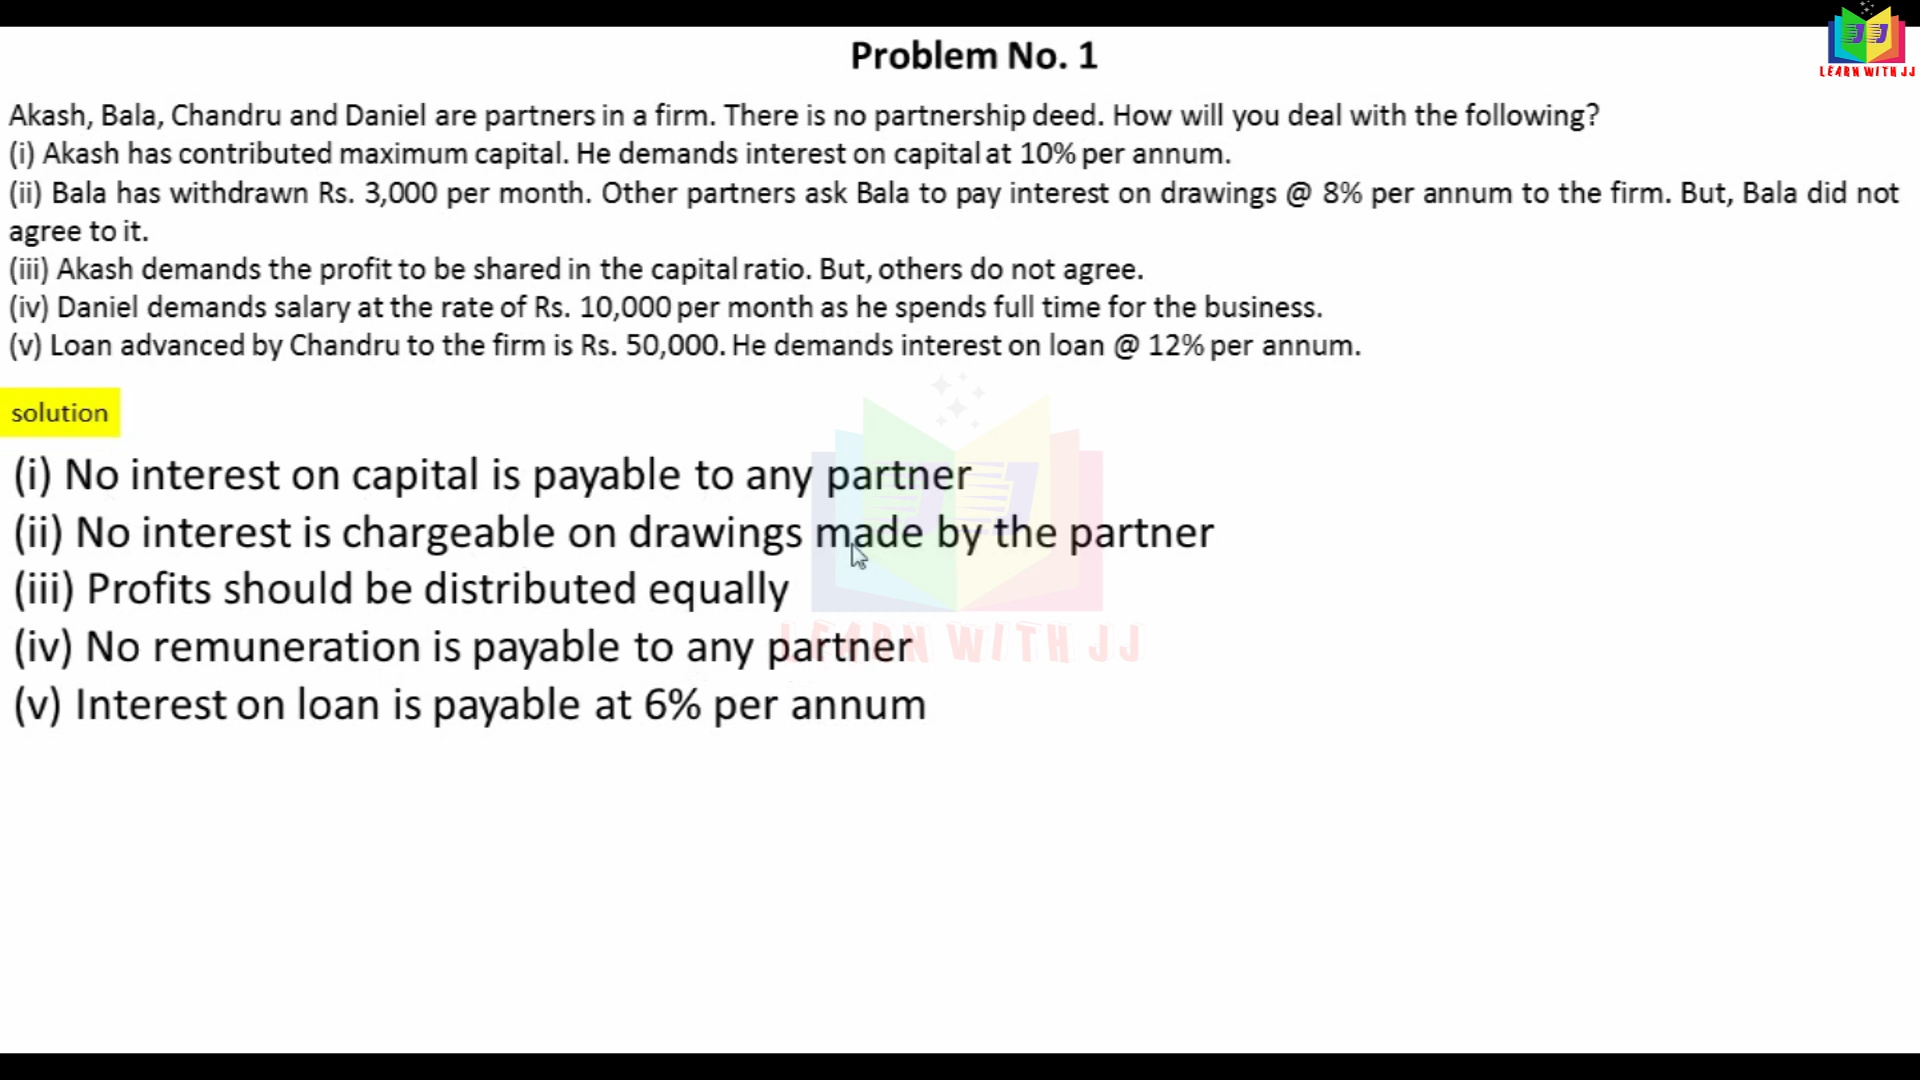 Problem No. 1
LEARN WITH JJ
Akash, Bala, Chandru and Daniel are partners in a firm. There is no partnership deed. How will you deal with the following?
(i) Akash has contributed maximum capital. He demands interest on capital at 10% per annum.
(ii) Bala has withdrawn Rs. 3,000 per month. Other partners ask Bala to pay interest on drawings @ 8% per annum to the firm. But, Bala did not
agree to it.
(iii) Akash demands the profit to be shared in the capital ratio. But, others do not agree.
(iv) Daniel demands salary at the rate of Rs. 10,000 per month as he spends full time for the business.
(v) Loan advanced by Chandru to the firm is Rs. 50,000. He demands interest on loan @ 12% per annum.
solution
(i) No interest on capital is payable to any partner
(ii) No interest is chargeable on drawings made by the partner
(iii) Profits should be distributed equally
(iv) No remuneration is payable to any partner
LEARN WITH JJ
(v) Interest on loan is payable at 6% per annum